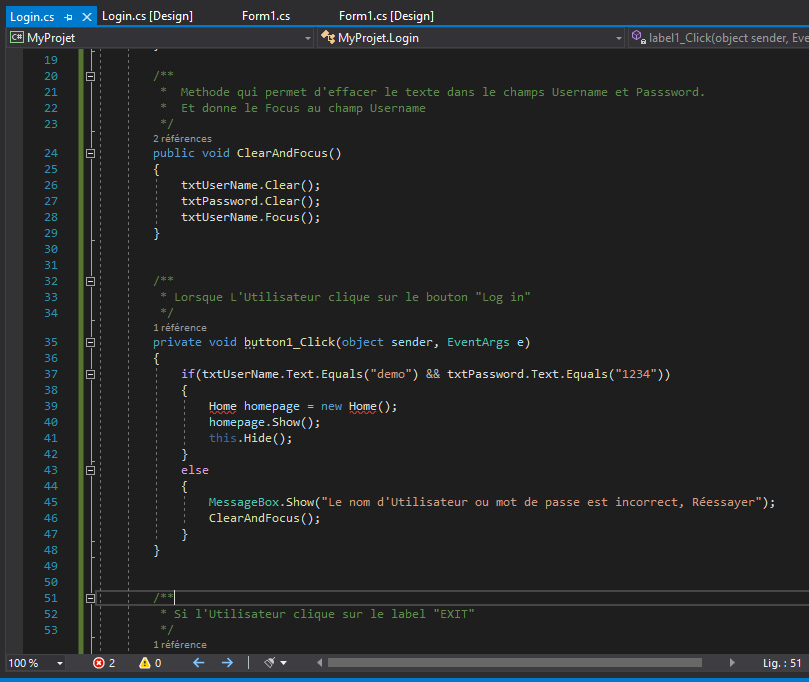 Login.cs Login.cs [Design] Form1.cs Form1.cs [Design]
C# MyProjet MyProjet.Login label1_Click(object sender, Eve
19
20 /**
21 * Methode qui permet d'effacer le texte dans le champs Username et Passsword.
22 * Et donne le Focus au champ Username
23 */
2 références
24 public void ClearAndFocus()
25 {
26 txtUserName.Clear();
27 txtPassword.Clear();
28 txtUserName.Focus();
29 }
30
31
32 /**
33 * Lorsque L'Utilisateur clique sur le bouton "Log in"
34 */
1 référence
35 private void button1_Click(object sender, EventArgs e)
36 {
37 if(txtUserName.Text.Equals("demo") && txtPassword.Text.Equals("1234"))
38 {
39 Home homepage = new Home();
40 homepage.Show();
41 this.Hide();
42 }
43 else
44 {
45 MessageBox.Show("Le nom d'Utilisateur ou mot de passe est incorrect, Réessayer");
46 ClearAndFocus();
47 }
48 }
49
50
51 /**
52 * Si l'Utilisateur clique sur le label "EXIT"
53 */
1 référence
100 % 2 0 Lig. : 51